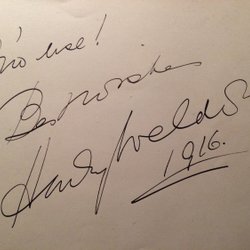 No use!
Best wishes
Harry Weldon
1916.